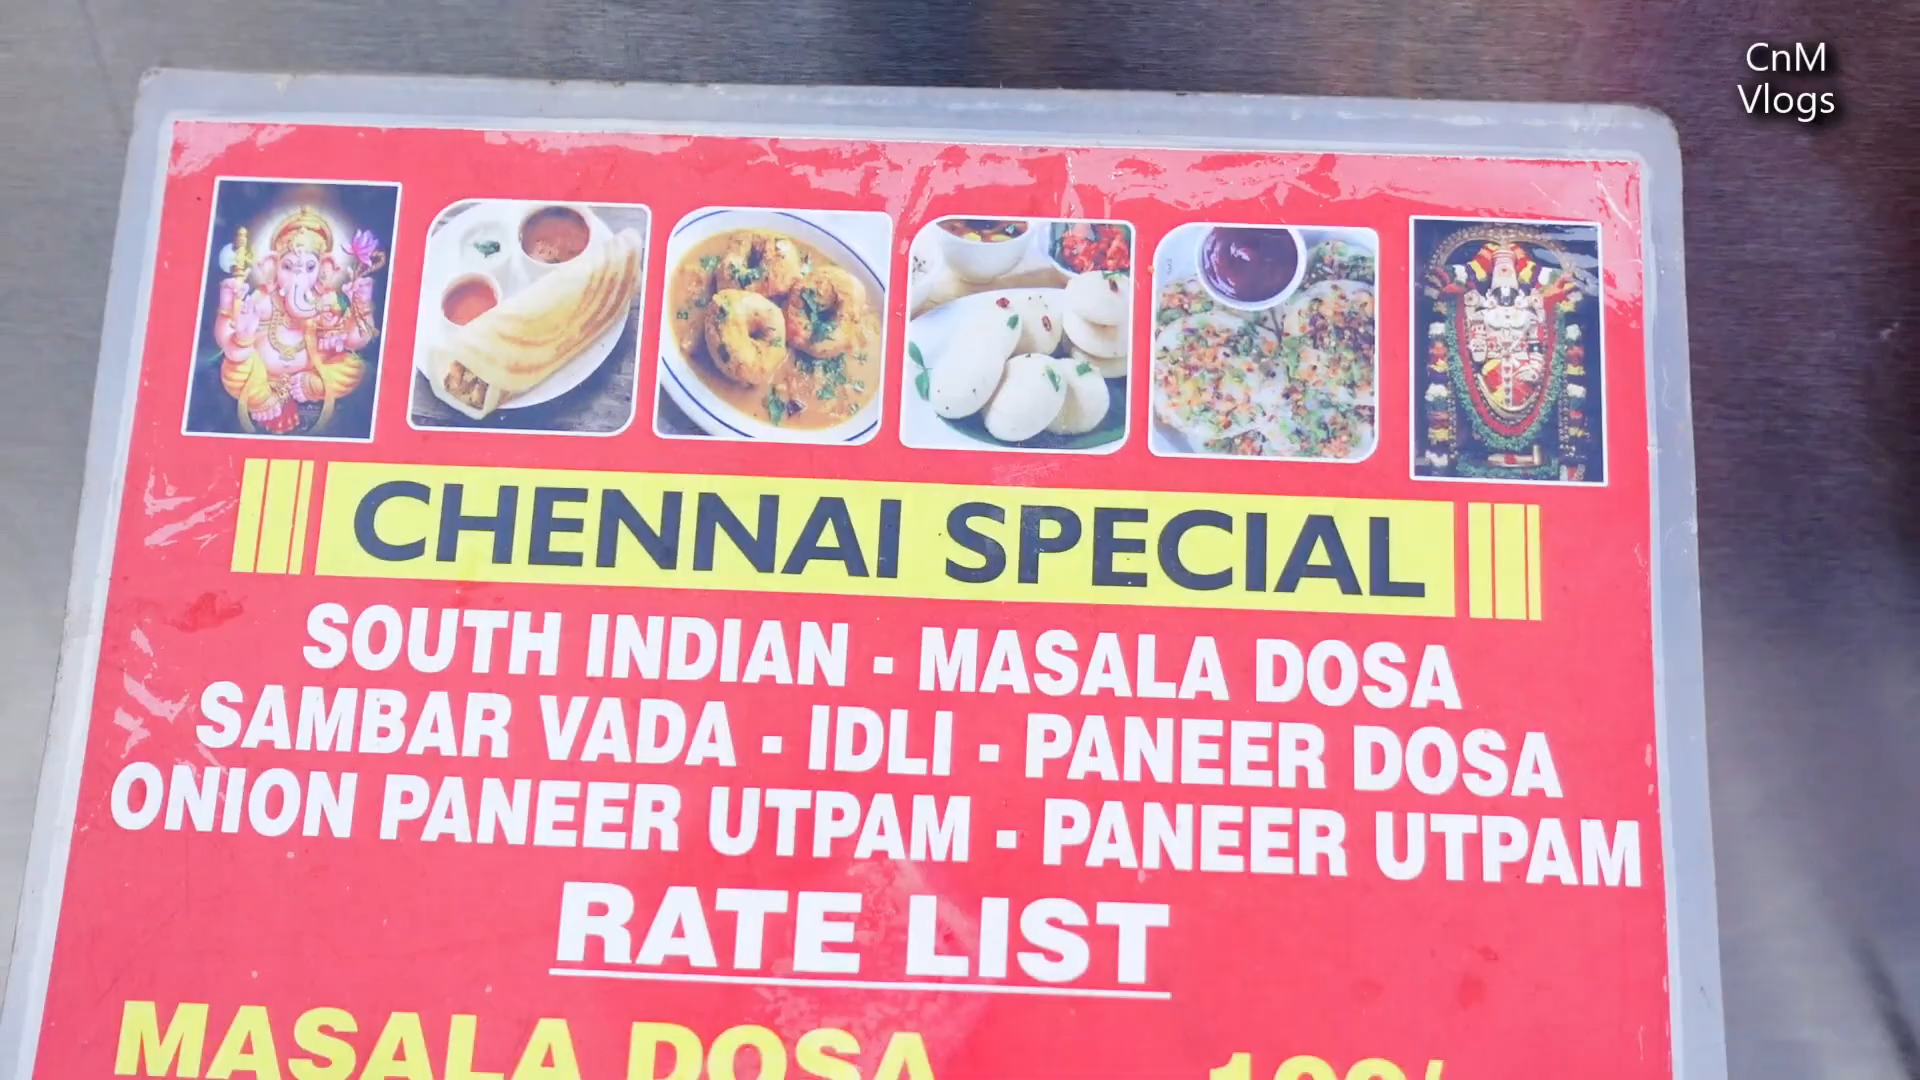 CnM
Vlogs
CHENNAI SPECIAL
SOUTH INDIAN - MASALA DOSA
SAMBAR VADA - IDLI - PANEER DOSA
ONION PANEER UTPAM - PANEER UTPAM
RATE LIST
MASALA DOSA